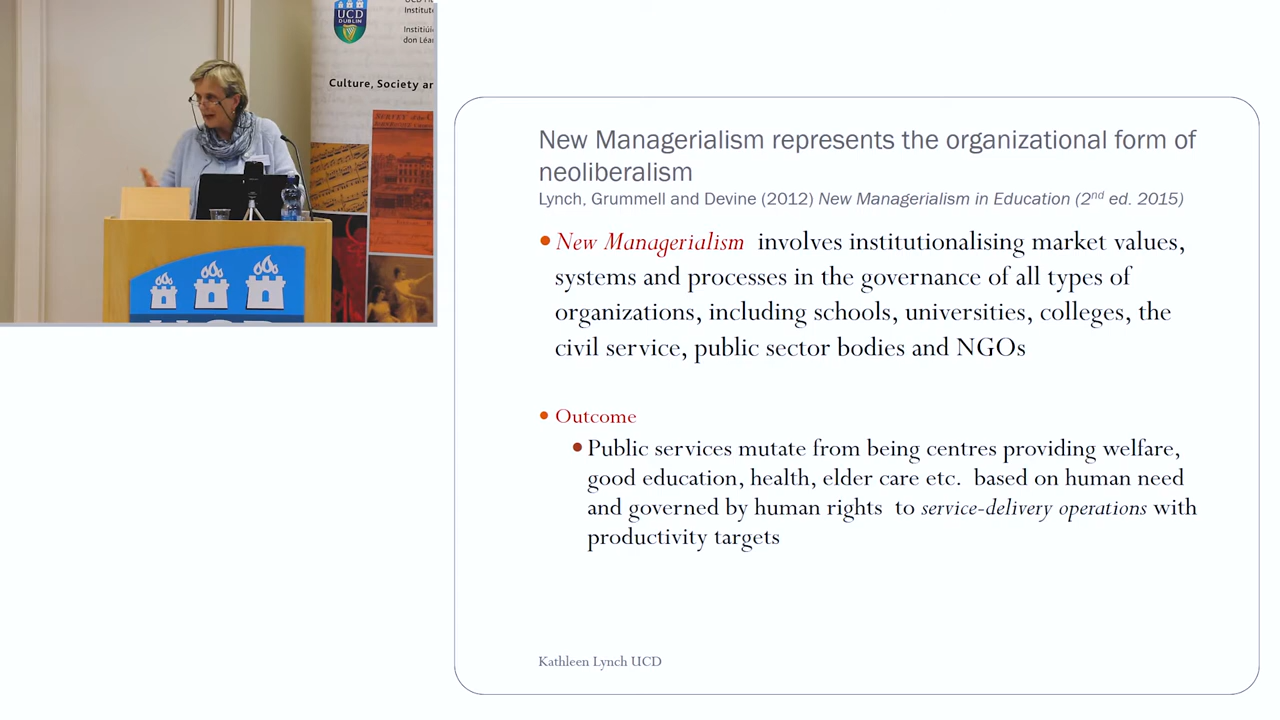 UCD
DUBLIN
Institute
Institiúi
don Léa
Culture, Society a
New Managerialism represents the organizational form of
neoliberalism
Lynch, Grummell and Devine (2012) New Managerialism in Education (2nd ed. 2015)
• New Managerialism involves institutionalising market values,
systems and processes in the governance of all types of
organizations, including schools, universities, colleges, the
civil service, public sector bodies and NGOs
• Outcome
• Public services mutate from being centres providing welfare,
good education, health, elder care etc. based on human need
and governed by human rights to service-delivery operations with
productivity targets
Kathleen Lynch UCD